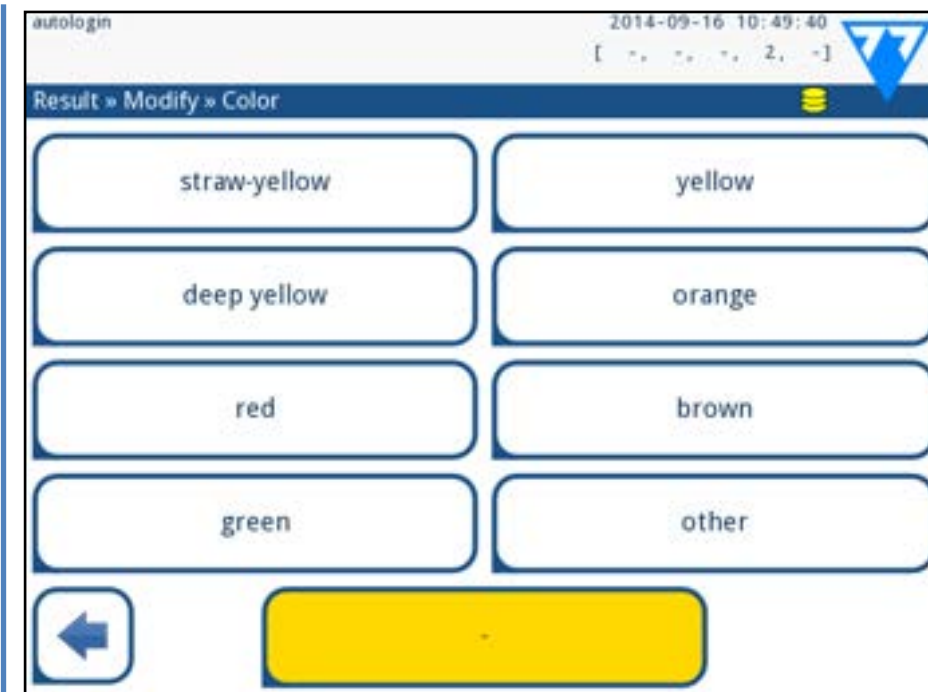 autologin 2014-09-16 10:49:40
[ -, -, -, 2, -]
Result » Modify » Color
straw-yellow yellow
deep yellow orange
red brown
green other
-